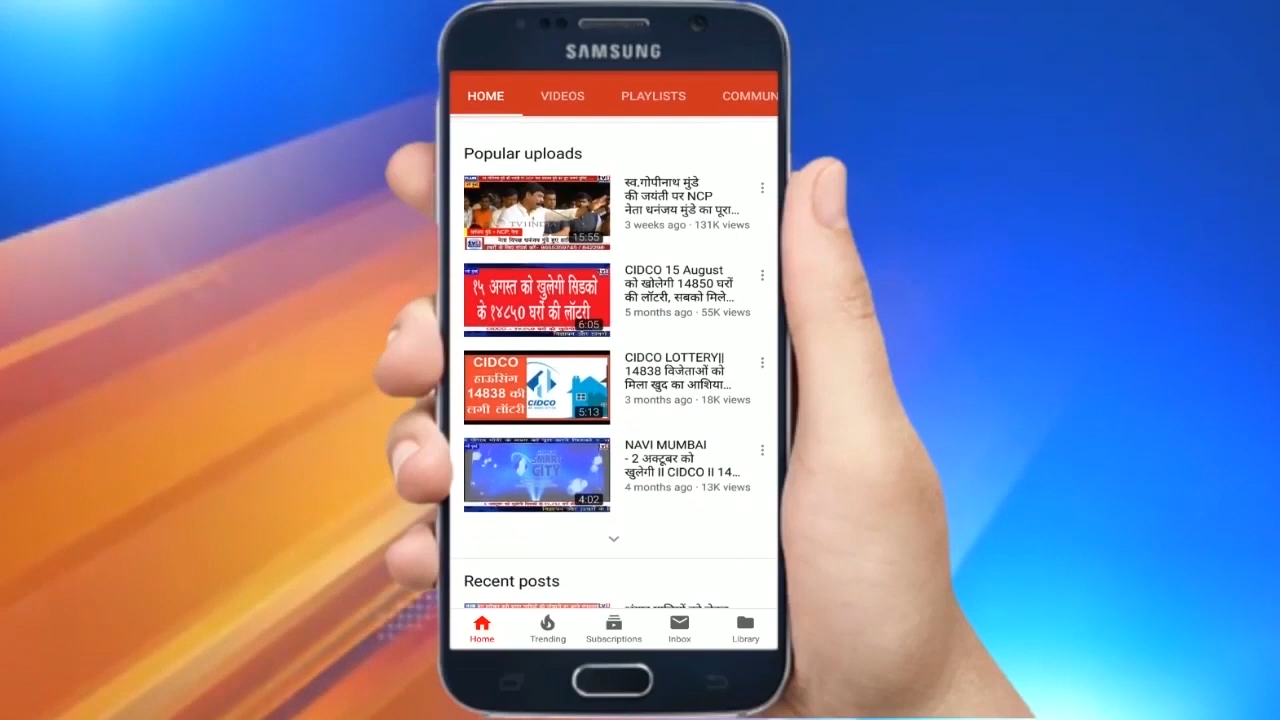 SAMSUNG
HOME VIDEOS PLAYLISTS COMMUN
Popular uploads
स्व.गोपीनाथ मुंडे
की जयंती पर NCP
नेता धनंजय मुंडे का पूरा...
3 weeks ago · 131K views
15:55
CIDCO 15 August
को खोलेगी 14850 घरों
की लॉटरी, सबको मिले...
5 months ago · 55K views
१५ अगस्त को खुलेगी सिडको
के १४८५० घरों की लॉटरी
6:05
CIDCO LOTTERY||
14838 विजेताओं को
मिला खुद का आशिया...
3 months ago · 18K views
CIDCO
हाऊसिंग
14838 की
लगी लॉटरी
CIDCO
5:13
NAVI MUMBAI
- 2 अक्टूबर को
खुलेगी II CIDCO II 14...
4 months ago · 13K views
SMART
CITY
4:02
Recent posts
Home Trending Subscriptions Inbox Library